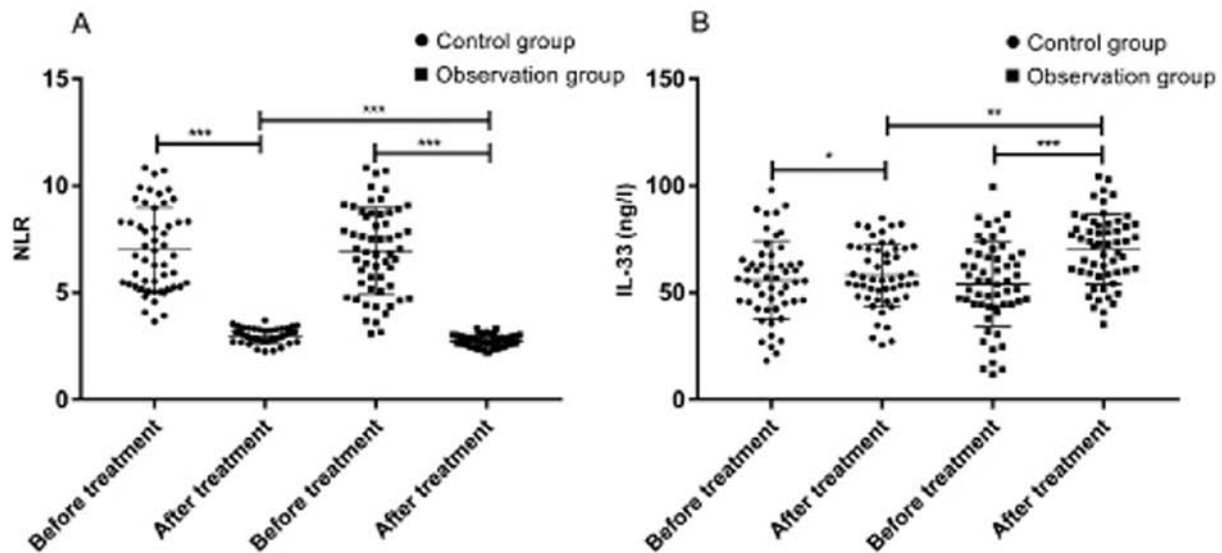 A
● Control group
■ Observation group
NLR
15
10
5
0
***
***
***
Before treatment
After treatment
Before treatment
After treatment
B
● Control group
■ Observation group
IL-33 (ng/l)
150
100
50
0
**
*
***
Before treatment
After treatment
Before treatment
After treatment